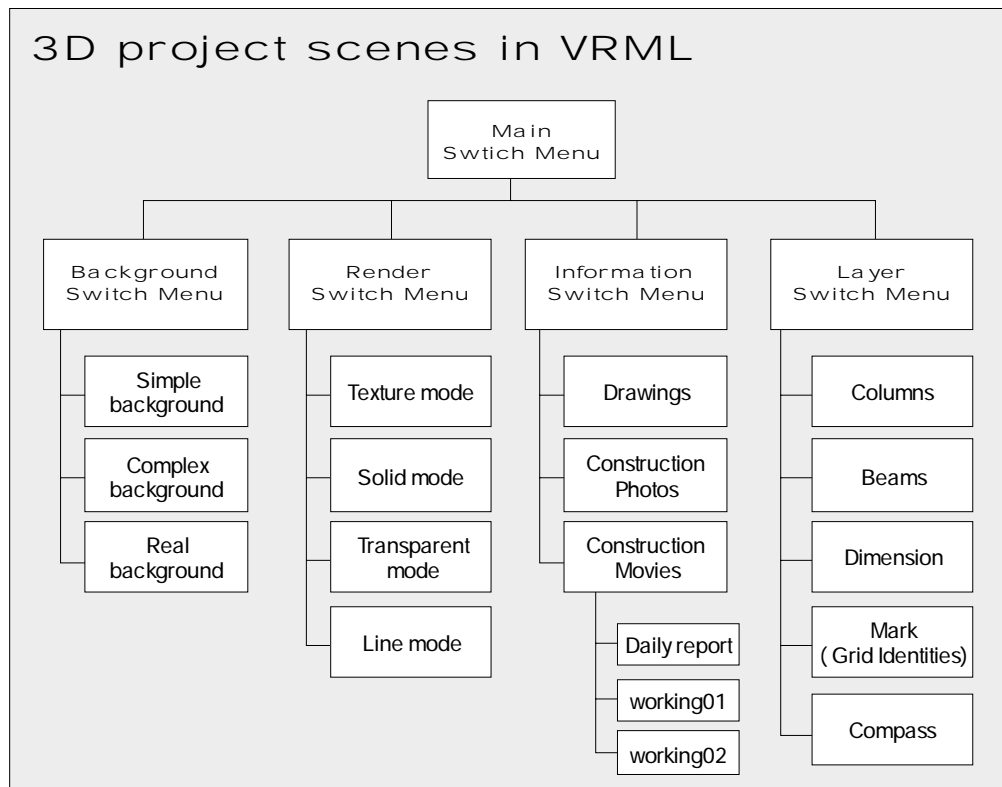 3D project scenes in VRML
Main
Swtich Menu
Background
Switch Menu
Render
Switch Menu
Information
Switch Menu
Layer
Switch Menu
Simple
background
Complex
background
Real
background
Texture mode
Solid mode
Transparent
mode
Line mode
Drawings
Construction
Photos
Construction
Movies
Daily report
working01
working02
Columns
Beams
Dimension
Mark
( Grid Identities)
Compass